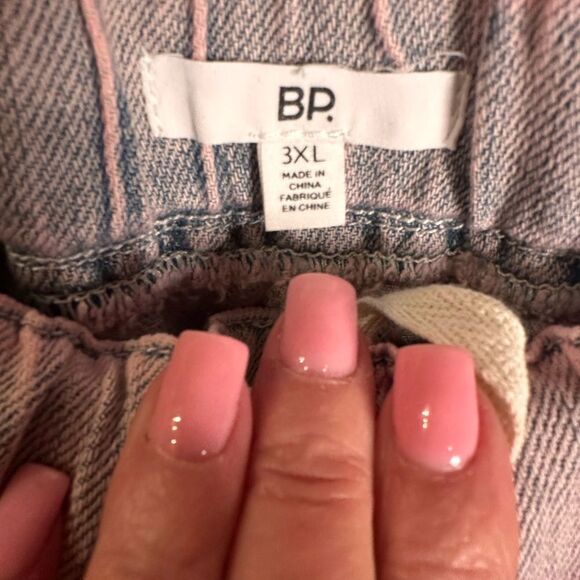 BP.
3XL
MADE IN
CHINA
FABRIQUÉ
EN CHINE